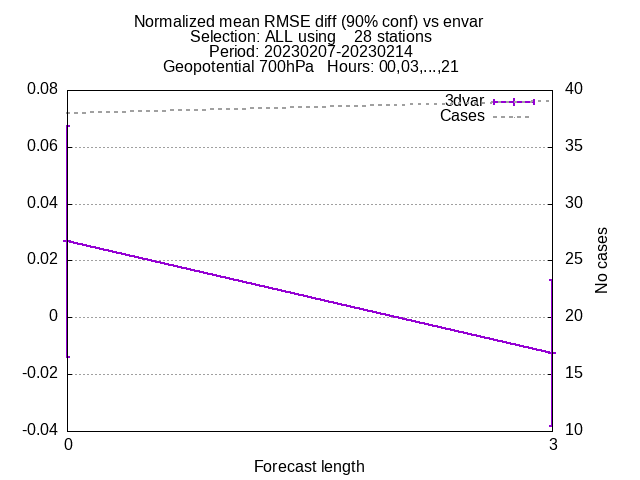 Normalized mean RMSE diff (90% conf) vs envar
Selection: ALL using    28 stations
Period: 20230207-20230214
Geopotential 700hPa   Hours: 00,03,...,21
0.08
0.06
0.04
0.02
0
-0.02
-0.04
3dvar
Cases
40
35
30
25
20
15
10
No cases
0
3
Forecast length